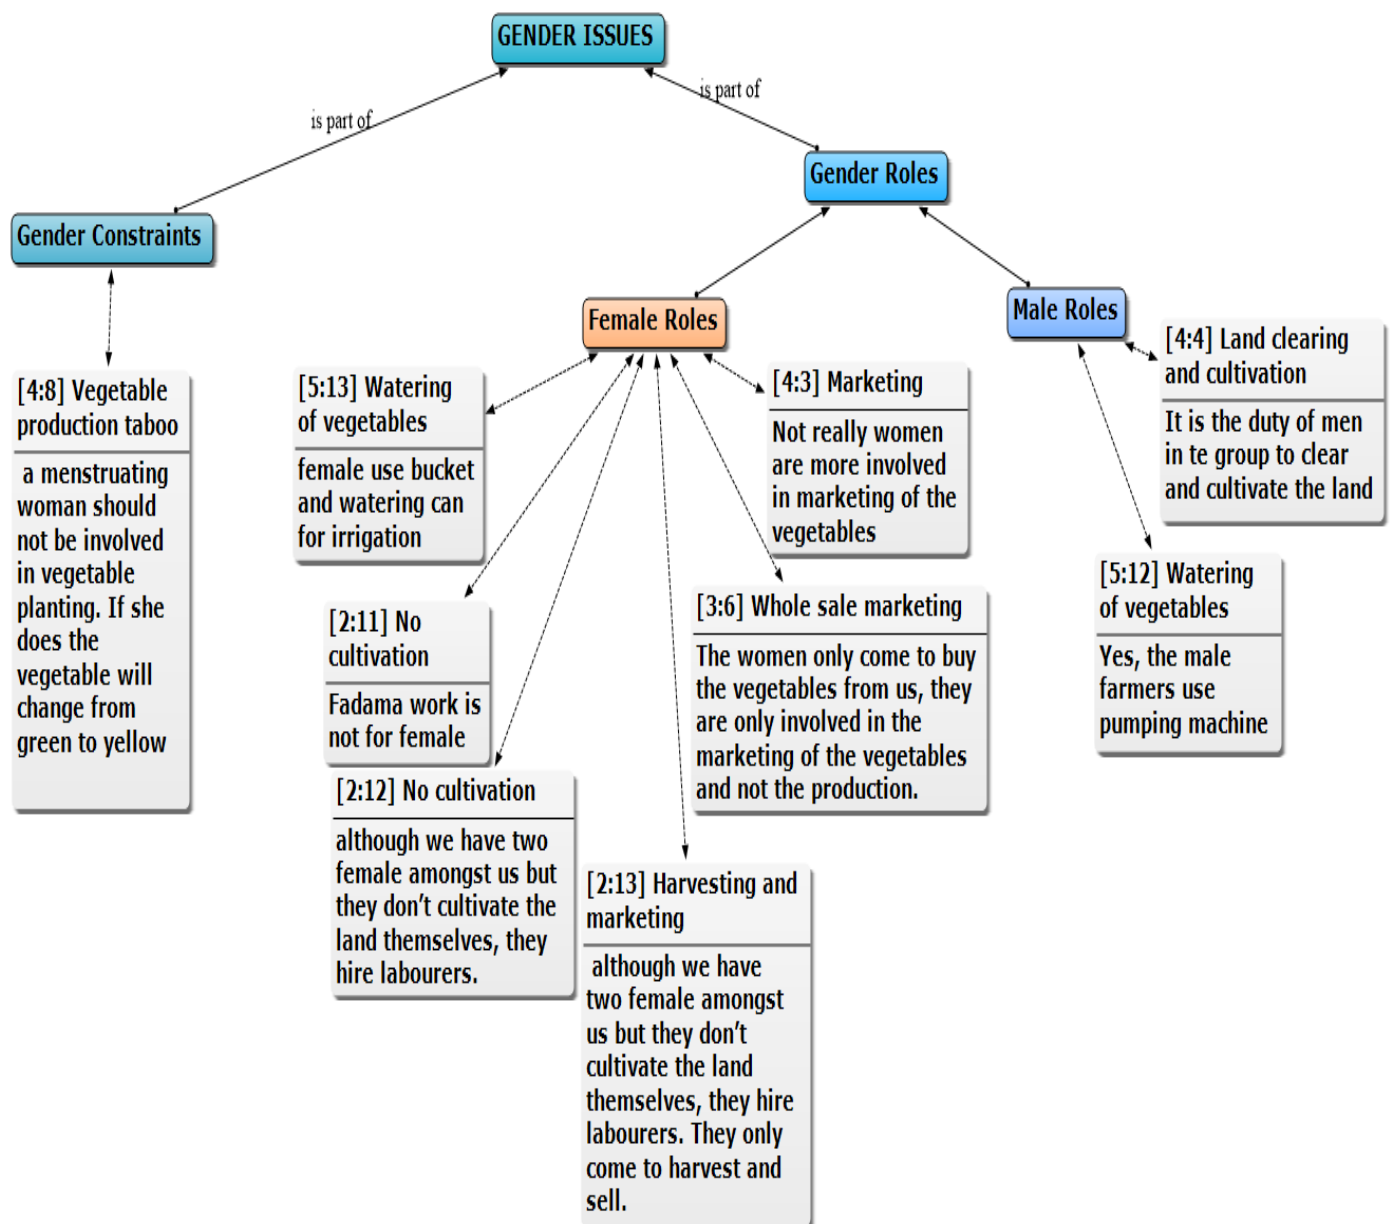 GENDER ISSUES
is part of
is part of
Gender Roles
Gender Constraints
Female Roles
Male Roles
[4:8] Vegetable
production taboo
a menstruating
woman should
not be involved
in vegetable
planting. If she
does the
vegetable will
change from
green to yellow
[5:13] Watering
of vegetables
female use bucket
and watering can
for irrigation
[2:11] No
cultivation
Fadama work is
not for female
[2:12] No cultivation
although we have two
female amongst us but
they don't cultivate the
land themselves, they
hire labourers.
[2:13] Harvesting and
marketing
although we have
two female amongst
us but they don't
cultivate the land
themselves, they hire
labourers. They only
come to harvest and
sell.
[3:6] Whole sale marketing
The women only come to buy
the vegetables from us, they
are only involved in the
marketing of the vegetables
and not the production.
[4:3] Marketing
Not really women
are more involved
in marketing of the
vegetables
[4:4] Land clearing
and cultivation
It is the duty of men
in te group to clear
and cultivate the land
[5:12] Watering
of vegetables
Yes, the male
farmers use
pumping machine